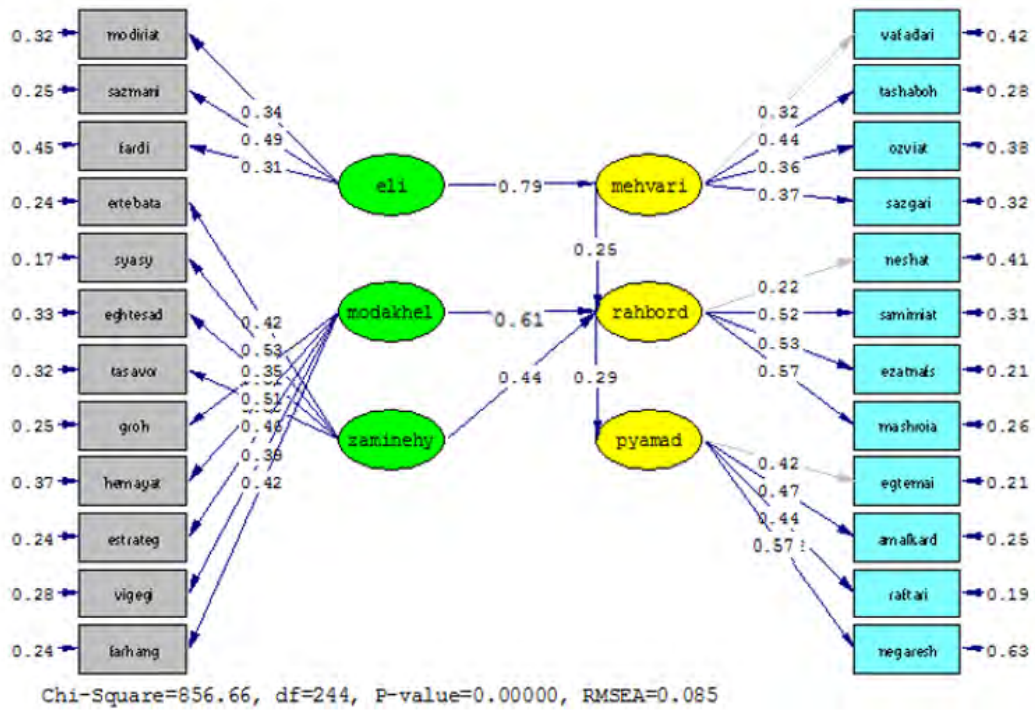 0.32 modiriat
0.25 sazmani
0.45 fardi
0.24 ertebata
0.17 syasy
0.33 eghtesad
0.32 tasavor
0.25 groh
0.37 hemayat
0.24 estrateg
0.28 vigegi
0.24 farhang
0.34
0.49
0.31
0.42
0.53
0.35
0.51
0.46
0.39
0.42
eli
modakhel
zaminehy
0.79
0.61
0.44
mehvari
0.25
rahbord
0.29
pyamad
0.32
0.44
0.36
0.37
0.22
0.52
0.53
0.57
0.42
0.47
0.44
0.57
vafadari 0.42
tashaboh 0.28
ozviat 0.38
sazgari 0.32
neshat 0.41
samimiat 0.31
ezatnafs 0.21
mashroia 0.26
egtemai 0.21
amalkard 0.25
raftari 0.19
negaresh 0.63
Chi-Square=856.66, df=244, P-value=0.00000, RMSEA=0.085